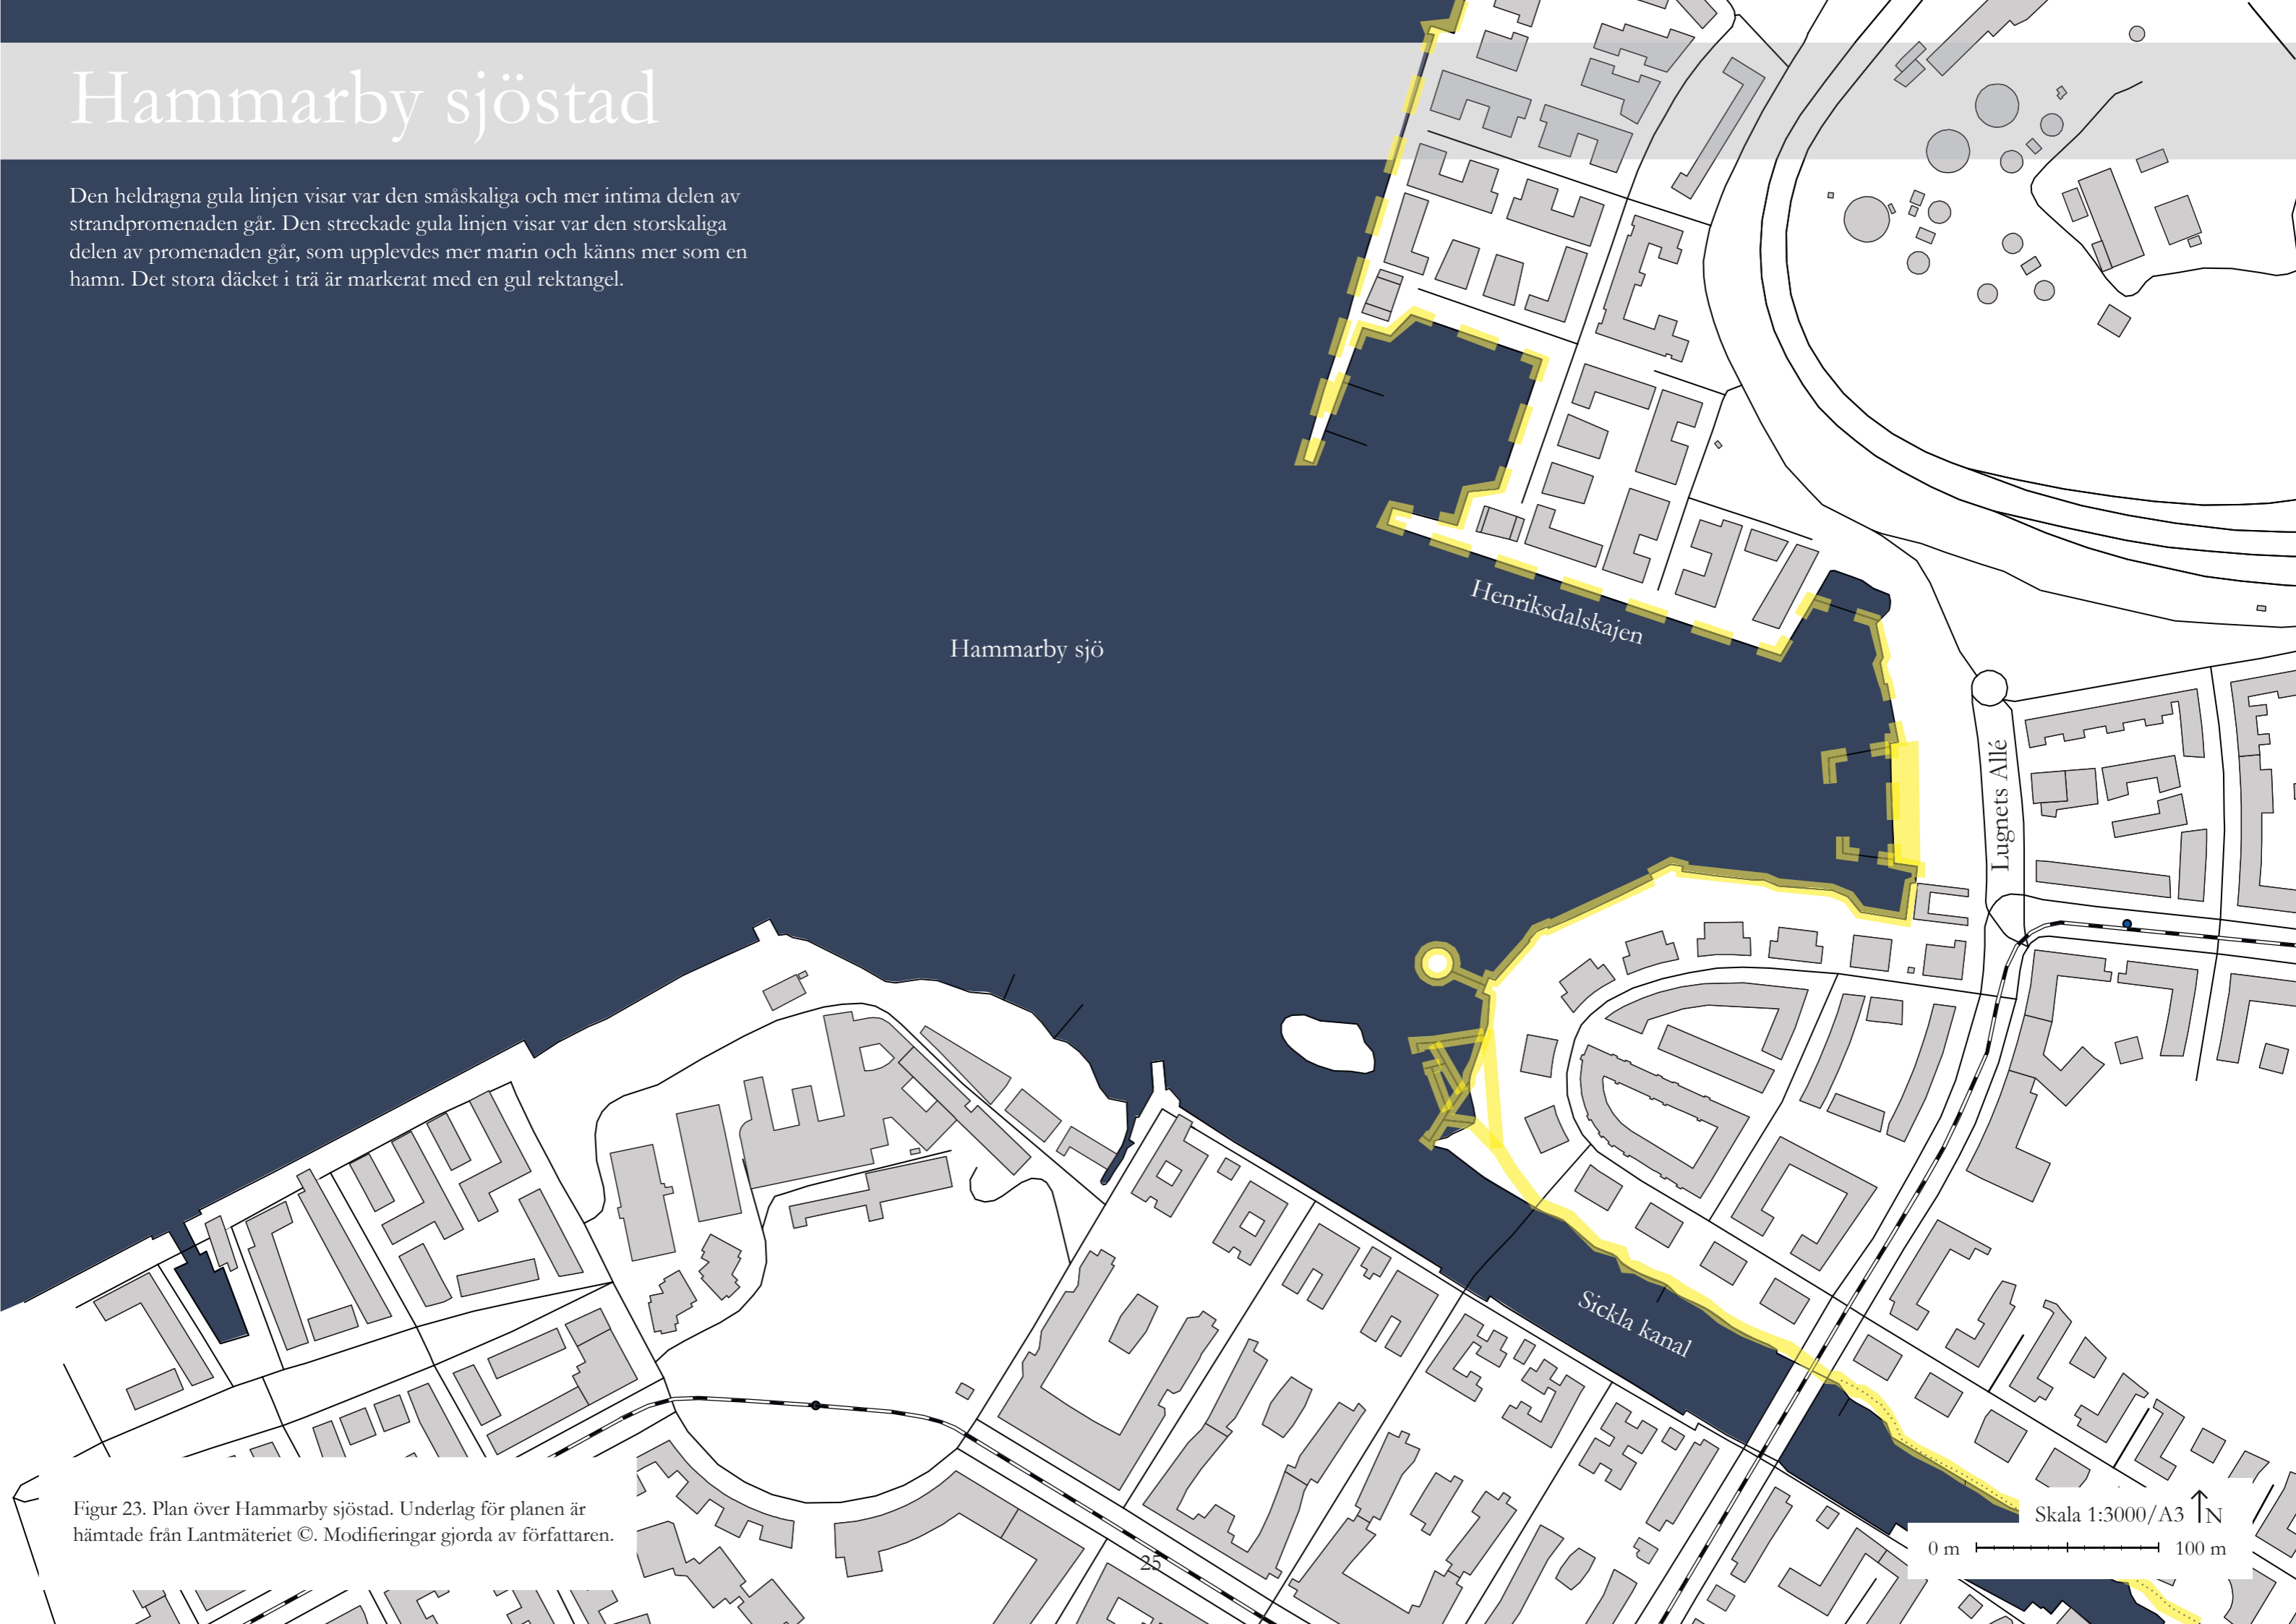 Hammarby sjöstad
Den heldragna gula linjen visar var den småskaliga och mer intima delen av
strandpromenaden går. Den streckade gula linjen visar var den storskaliga
delen av promenaden går, som upplevdes mer marin och känns mer som en
hamn. Det stora däcket i trä är markerat med en gul rektangel.
Henriksdalskajen
Hammarby sjö
Lugnets Allé
Sickla kanal
Figur 23. Plan över Hammarby sjöstad. Underlag för planen är
hämtade från Lantmäteriet ©. Modifieringar gjorda av författaren.
Skala 1:3000/A3 N
0 m 100 m
25